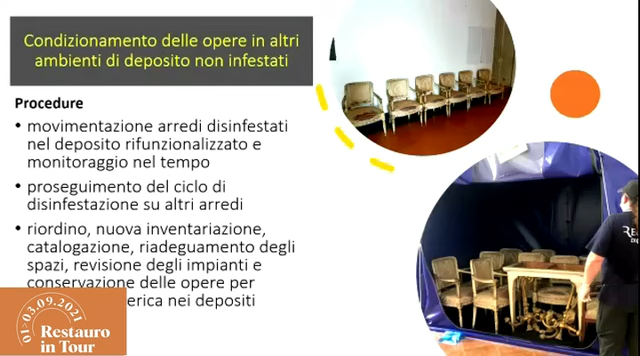 Condizionamento delle opere in altri
ambienti di deposito non infestati
Procedure
• movimentazione arredi disinfestati
nel deposito rifunzionalizzato e
monitoraggio nel tempo
• proseguimento del ciclo di
disinfestazione su altri arredi
• riordino, nuova inventariazione,
catalogazione, riadeguamento degli
spazi, revisione degli impianti e
conservazione delle opere per
erica nei depositi
01>03.09.2021
Restauro
in Tour